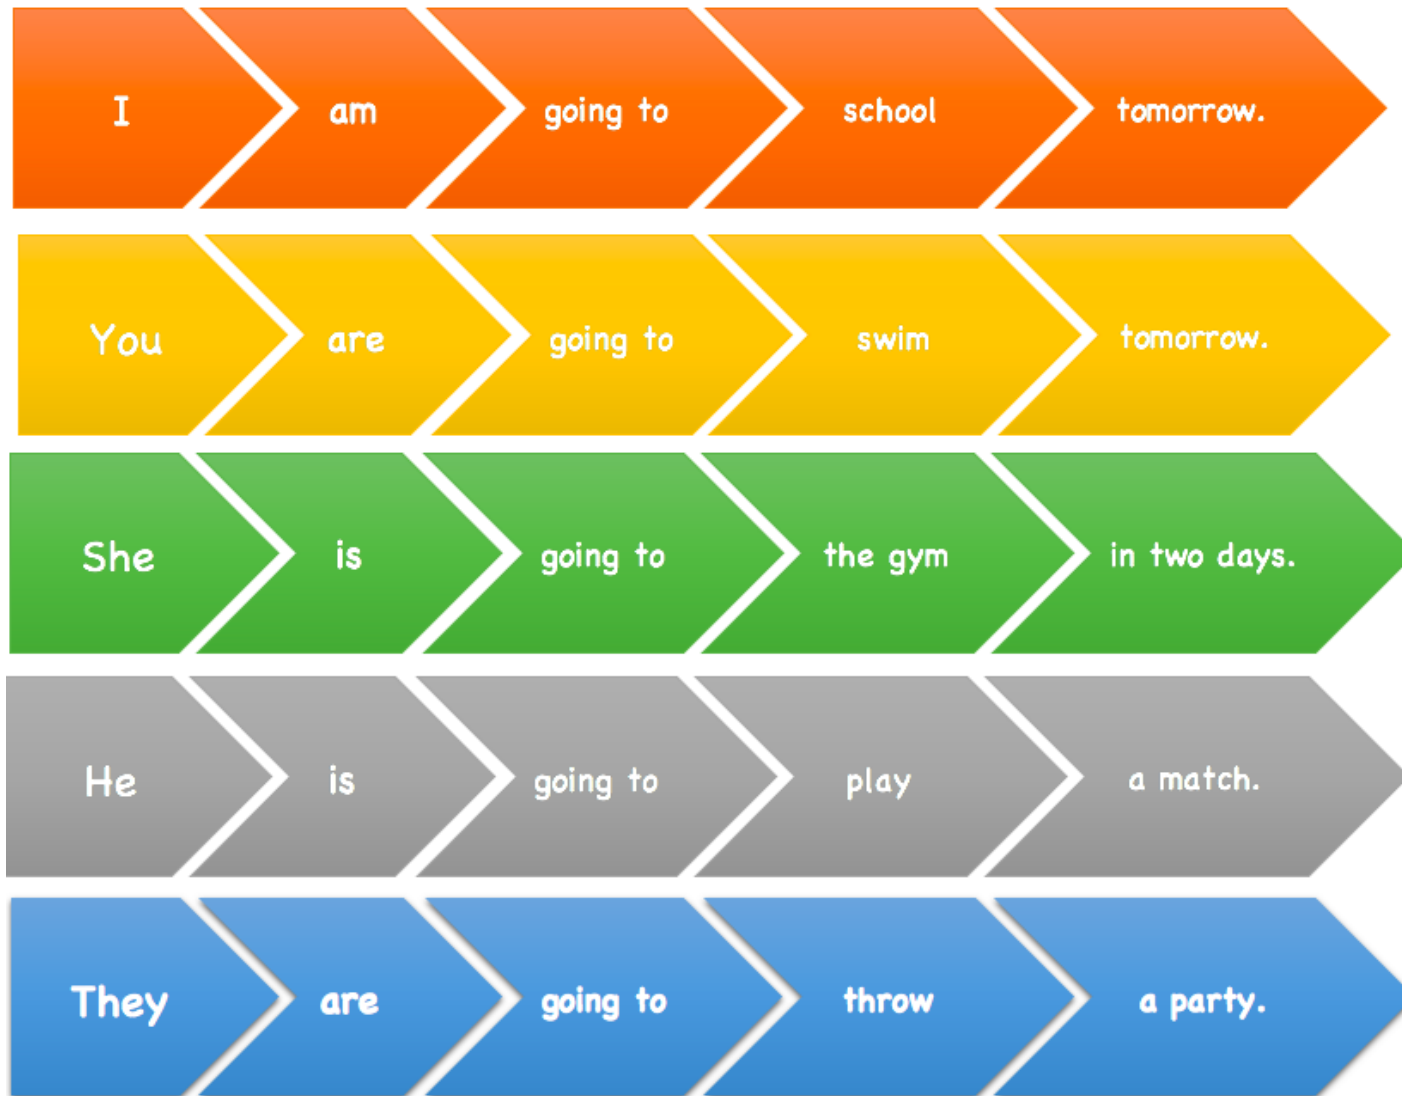 I am going to school tomorrow.
You are going to swim tomorrow.
She is going to the gym in two days.
He is going to play a match.
They are going to throw a party.